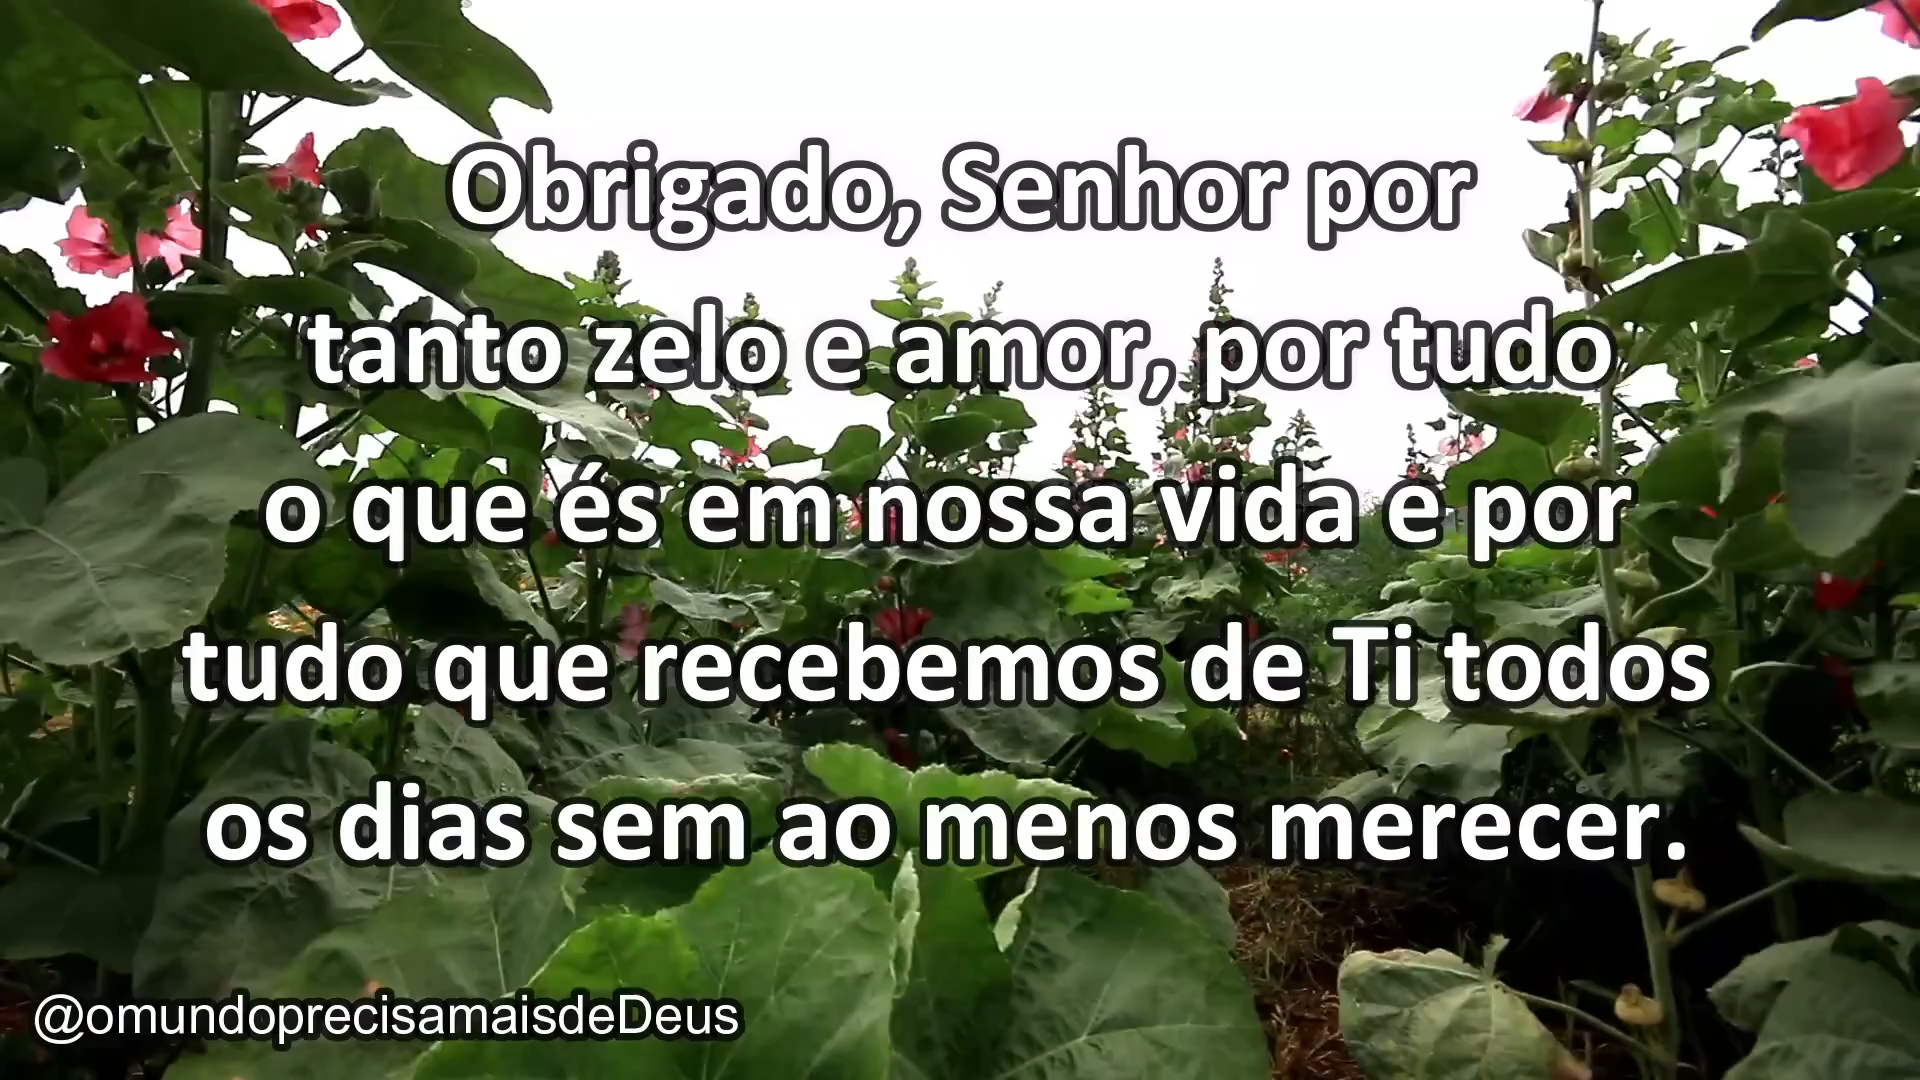 Obrigado, Senhor por
tanto zelo e amor, por tudo
o que és em nossa vida e por
tudo que recebemos de Ti todos
os dias sem ao menos merecer.
@omundoprecisamaisdeDeus